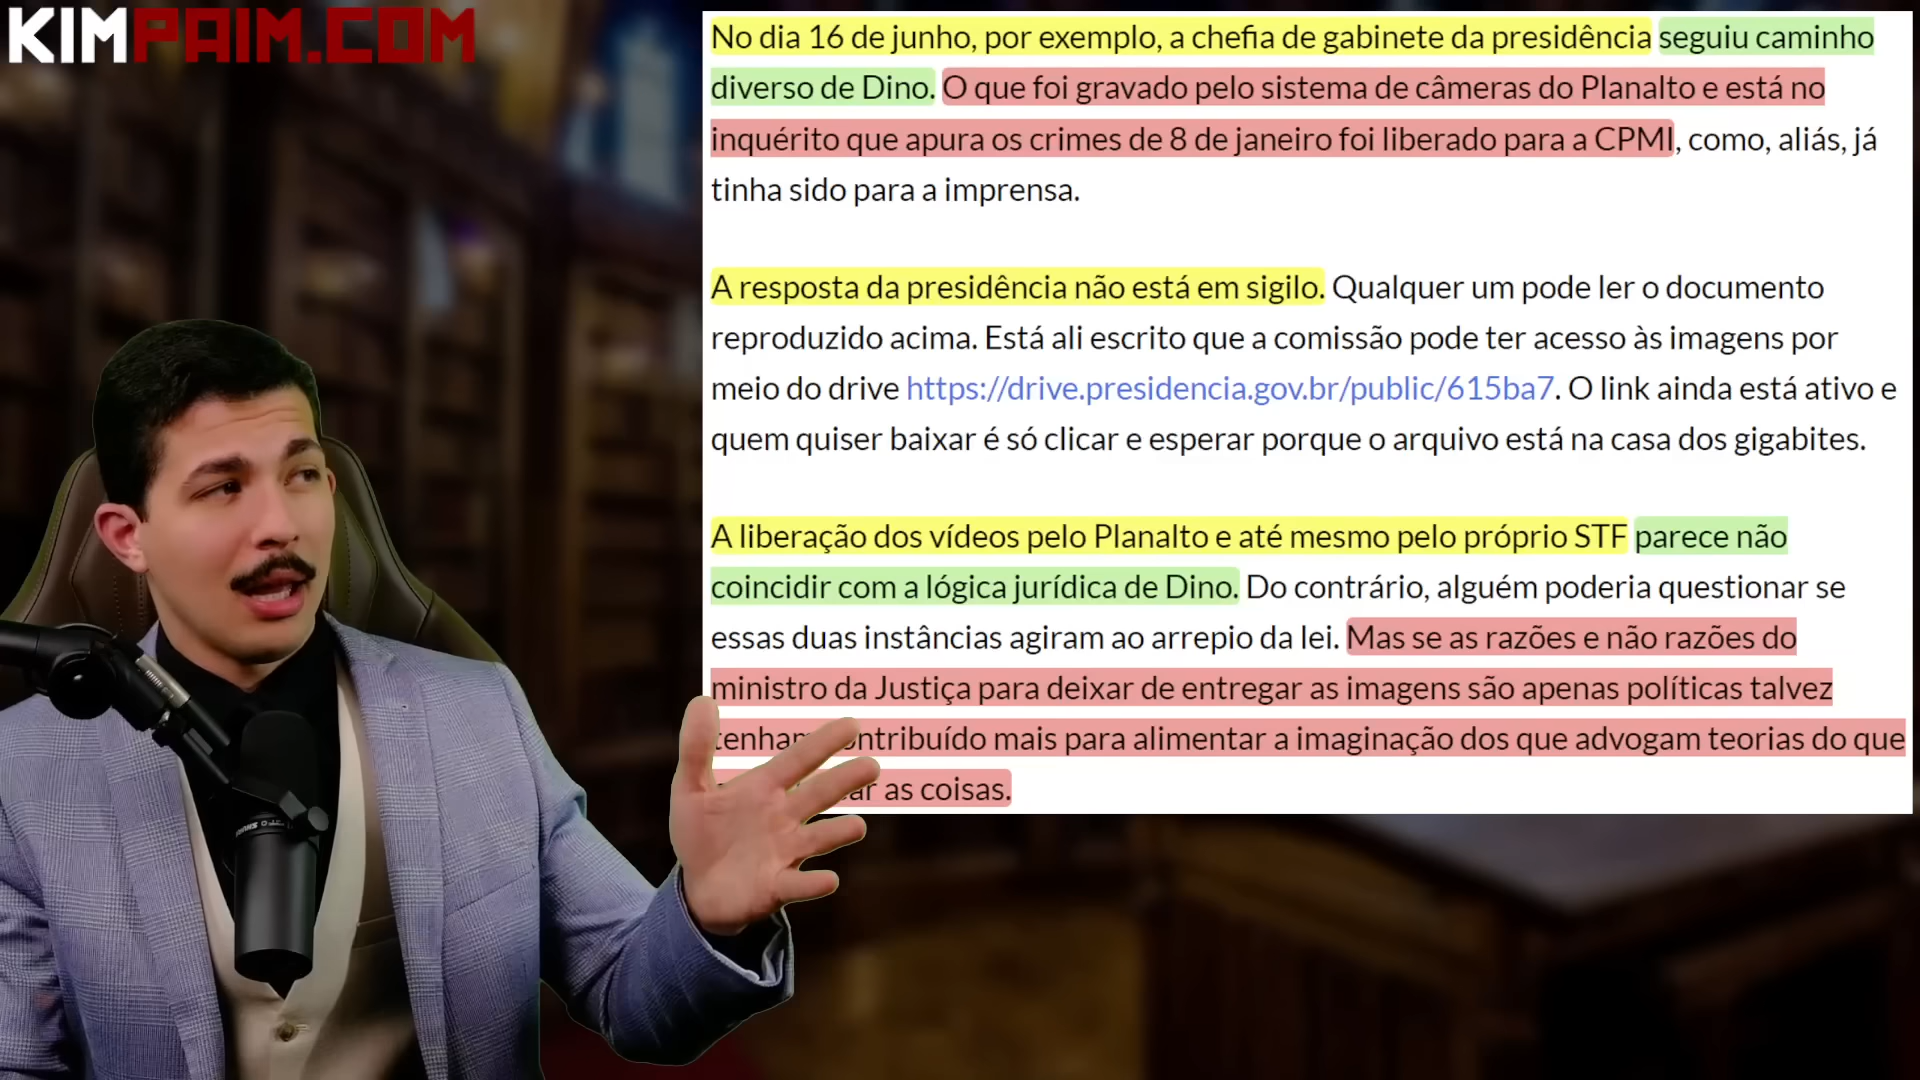 KIMPAIM.COM
No dia 16 de junho, por exemplo, a chefia de gabinete da presidência seguiu caminho
diverso de Dino. O que foi gravado pelo sistema de câmeras do Planalto e está no
inquérito que apura os crimes de 8 de janeiro foi liberado para a CPMI, como, aliás, já
tinha sido para a imprensa.
A resposta da presidência não está em sigilo. Qualquer um pode ler o documento
reproduzido acima. Está ali escrito que a comissão pode ter acesso às imagens por
meio do drive https://drive.presidencia.gov.br/public/615ba7. O link ainda está ativo e
quem quiser baixar é só clicar e esperar porque o arquivo está na casa dos gigabites.
A liberação dos vídeos pelo Planalto e até mesmo pelo próprio STF parece não
coincidir com a lógica jurídica de Dino. Do contrário, alguém poderia questionar se
essas duas instâncias agiram ao arrepio da lei. Mas se as razões e não razões do
ministro da Justiça para deixar de entregar as imagens são apenas políticas talvez
tenham contribuído mais para alimentar a imaginação dos que advogam teorias do que
as coisas.